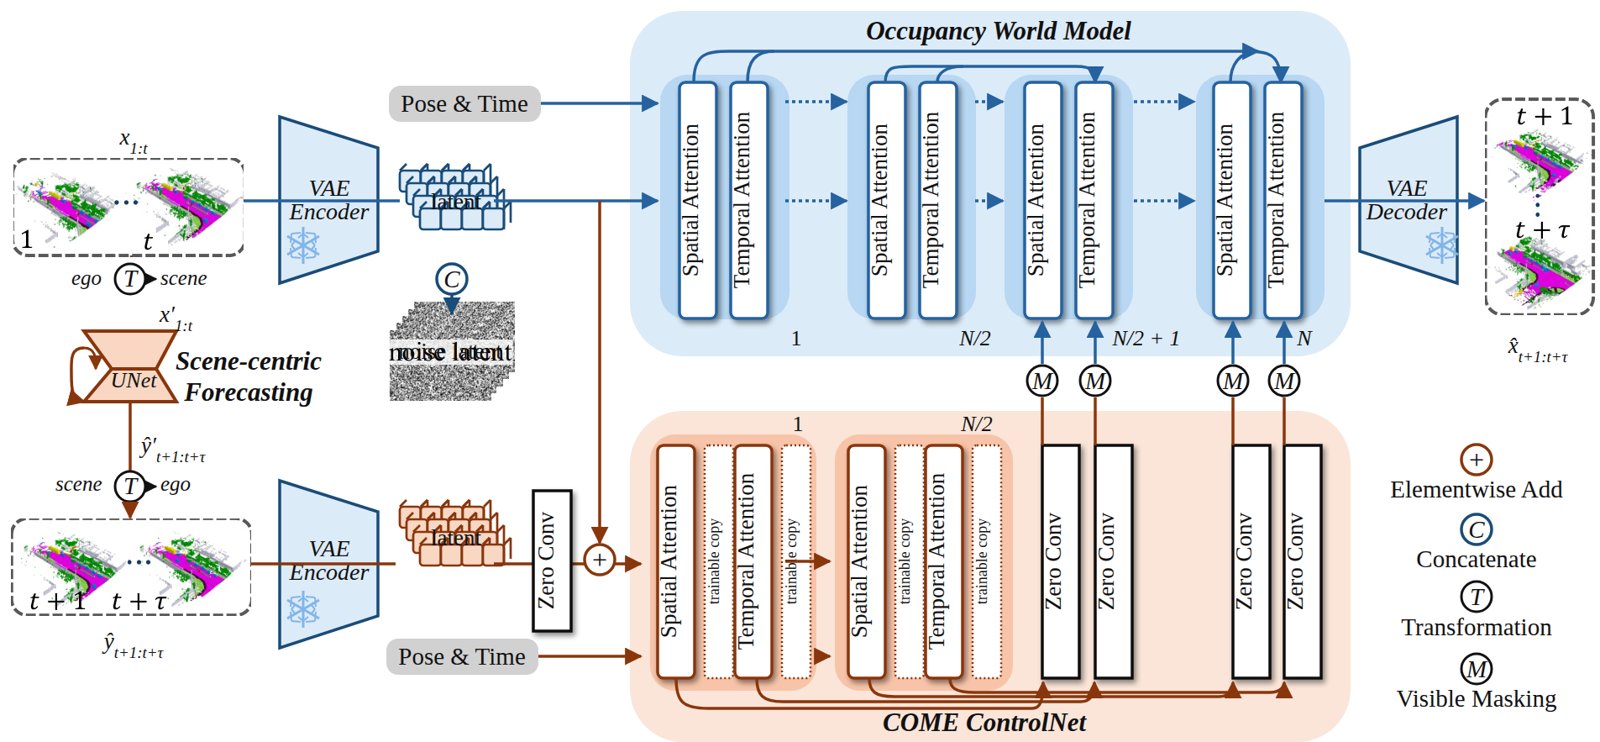 Occupancy World Model
Pose & Time
x_{1:t}
1
t
VAE
Encoder
latent
C
noise latent
ego T scene
x'_{1:t}
UNet
Scene-centric
Forecasting
ŷ'_{t+1:t+τ}
scene T ego
t + 1
t + τ
ŷ_{t+1:t+τ}
VAE
Encoder
latent
Zero Conv
+
Pose & Time
Spatial Attention
Temporal Attention
1
Spatial Attention
Temporal Attention
N/2
Spatial Attention
Temporal Attention
N/2 + 1
Spatial Attention
Temporal Attention
N
M
M
M
M
VAE
Decoder
t + 1
t + τ
x̂_{t+1:t+τ}
1
Spatial Attention
trainable copy
Temporal Attention
trainable copy
N/2
Spatial Attention
trainable copy
Temporal Attention
trainable copy
Zero Conv
Zero Conv
Zero Conv
Zero Conv
COME ControlNet
+
Elementwise Add
C
Concatenate
T
Transformation
M
Visible Masking